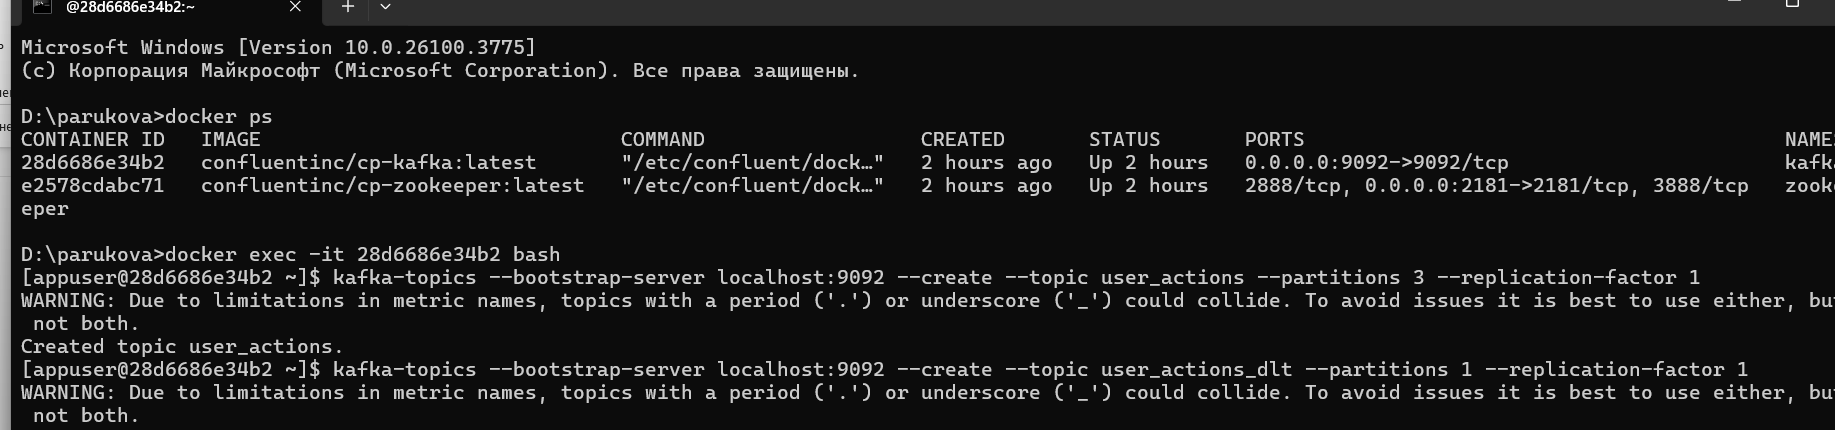 @28d6686e34b2:~
Microsoft Windows [Version 10.0.26100.3775]
(c) Корпорация Майкрософт (Microsoft Corporation). Все права защищены.
D:\parukova>docker ps
CONTAINER ID   IMAGE   COMMAND   CREATED   STATUS   PORTS   NAMES
28d6686e34b2   confluentinc/cp-kafka:latest   "/etc/confluent/dock…"   2 hours ago   Up 2 hours   0.0.0.0:9092->9092/tcp   kafk
e2578cdabc71   confluentinc/cp-zookeeper:latest   "/etc/confluent/dock…"   2 hours ago   Up 2 hours   2888/tcp, 0.0.0.0:2181->2181/tcp, 3888/tcp   zook
eper
D:\parukova>docker exec -it 28d6686e34b2 bash
[appuser@28d6686e34b2 ~]$ kafka-topics --bootstrap-server localhost:9092 --create --topic user_actions --partitions 3 --replication-factor 1
WARNING: Due to limitations in metric names, topics with a period ('.') or underscore ('_') could collide. To avoid issues it is best to use either, but
not both.
Created topic user_actions.
[appuser@28d6686e34b2 ~]$ kafka-topics --bootstrap-server localhost:9092 --create --topic user_actions_dlt --partitions 1 --replication-factor 1
WARNING: Due to limitations in metric names, topics with a period ('.') or underscore ('_') could collide. To avoid issues it is best to use either, but
not both.